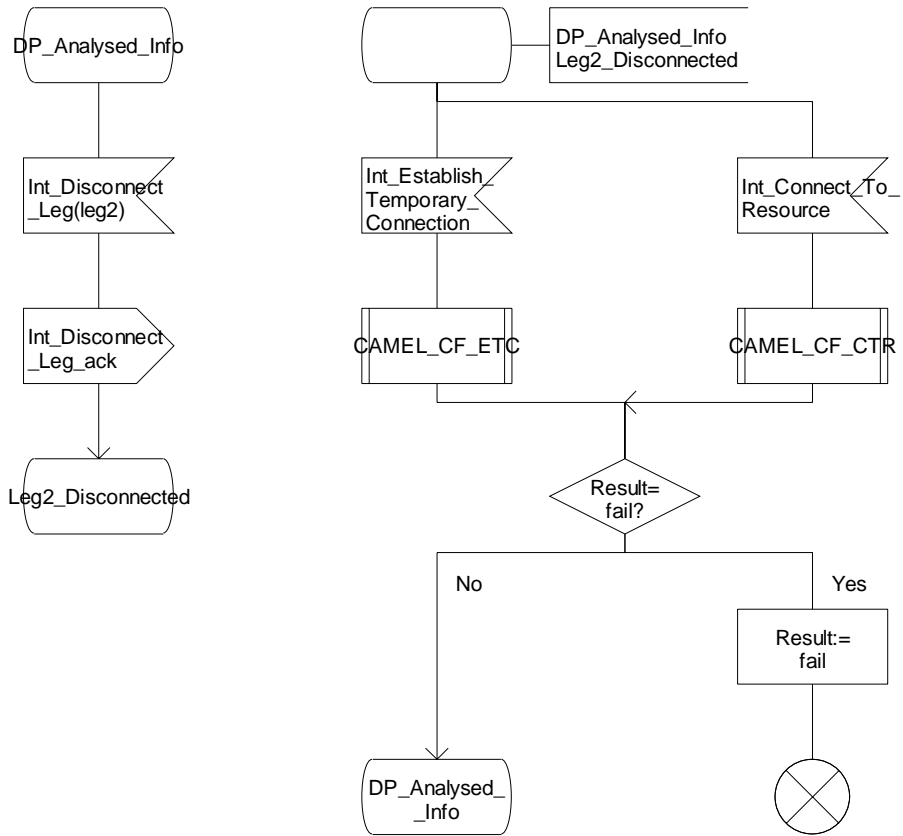 DP_Analysed_Info
Int_Disconnect
_Leg(leg2)
Int_Disconnect
_Leg_ack
Leg2_Disconnected
DP_Analysed_Info
Leg2_Disconnected
Int_Establish_
Temporary_
Connection
Int_Connect_To_
Resource
CAMEL_CF_ETC
CAMEL_CF_CTR
Result=
fail?
No
Yes
Result:=
fail
DP_Analysed_
_Info